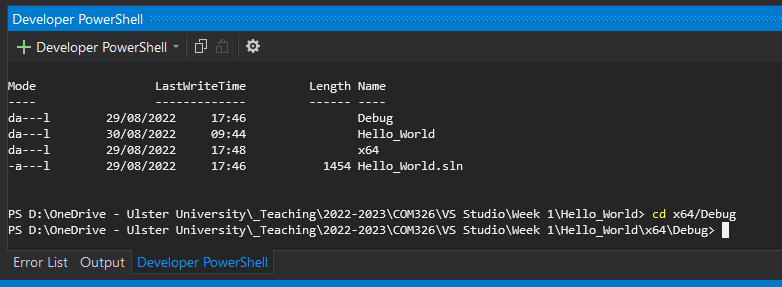 Developer PowerShell
Developer PowerShell
Mode LastWriteTime Length Name
---- ------------- ------ ----
da---l 29/08/2022 17:46 Debug
da---l 30/08/2022 09:44 Hello_World
da---l 29/08/2022 17:48 x64
-a---l 29/08/2022 17:46 1454 Hello_World.sln
PS D:\OneDrive - Ulster University\_Teaching\2022-2023\COM326\VS Studio\Week 1\Hello_World> cd x64/Debug
PS D:\OneDrive - Ulster University\_Teaching\2022-2023\COM326\VS Studio\Week 1\Hello_World\x64\Debug>
Error List Output Developer PowerShell